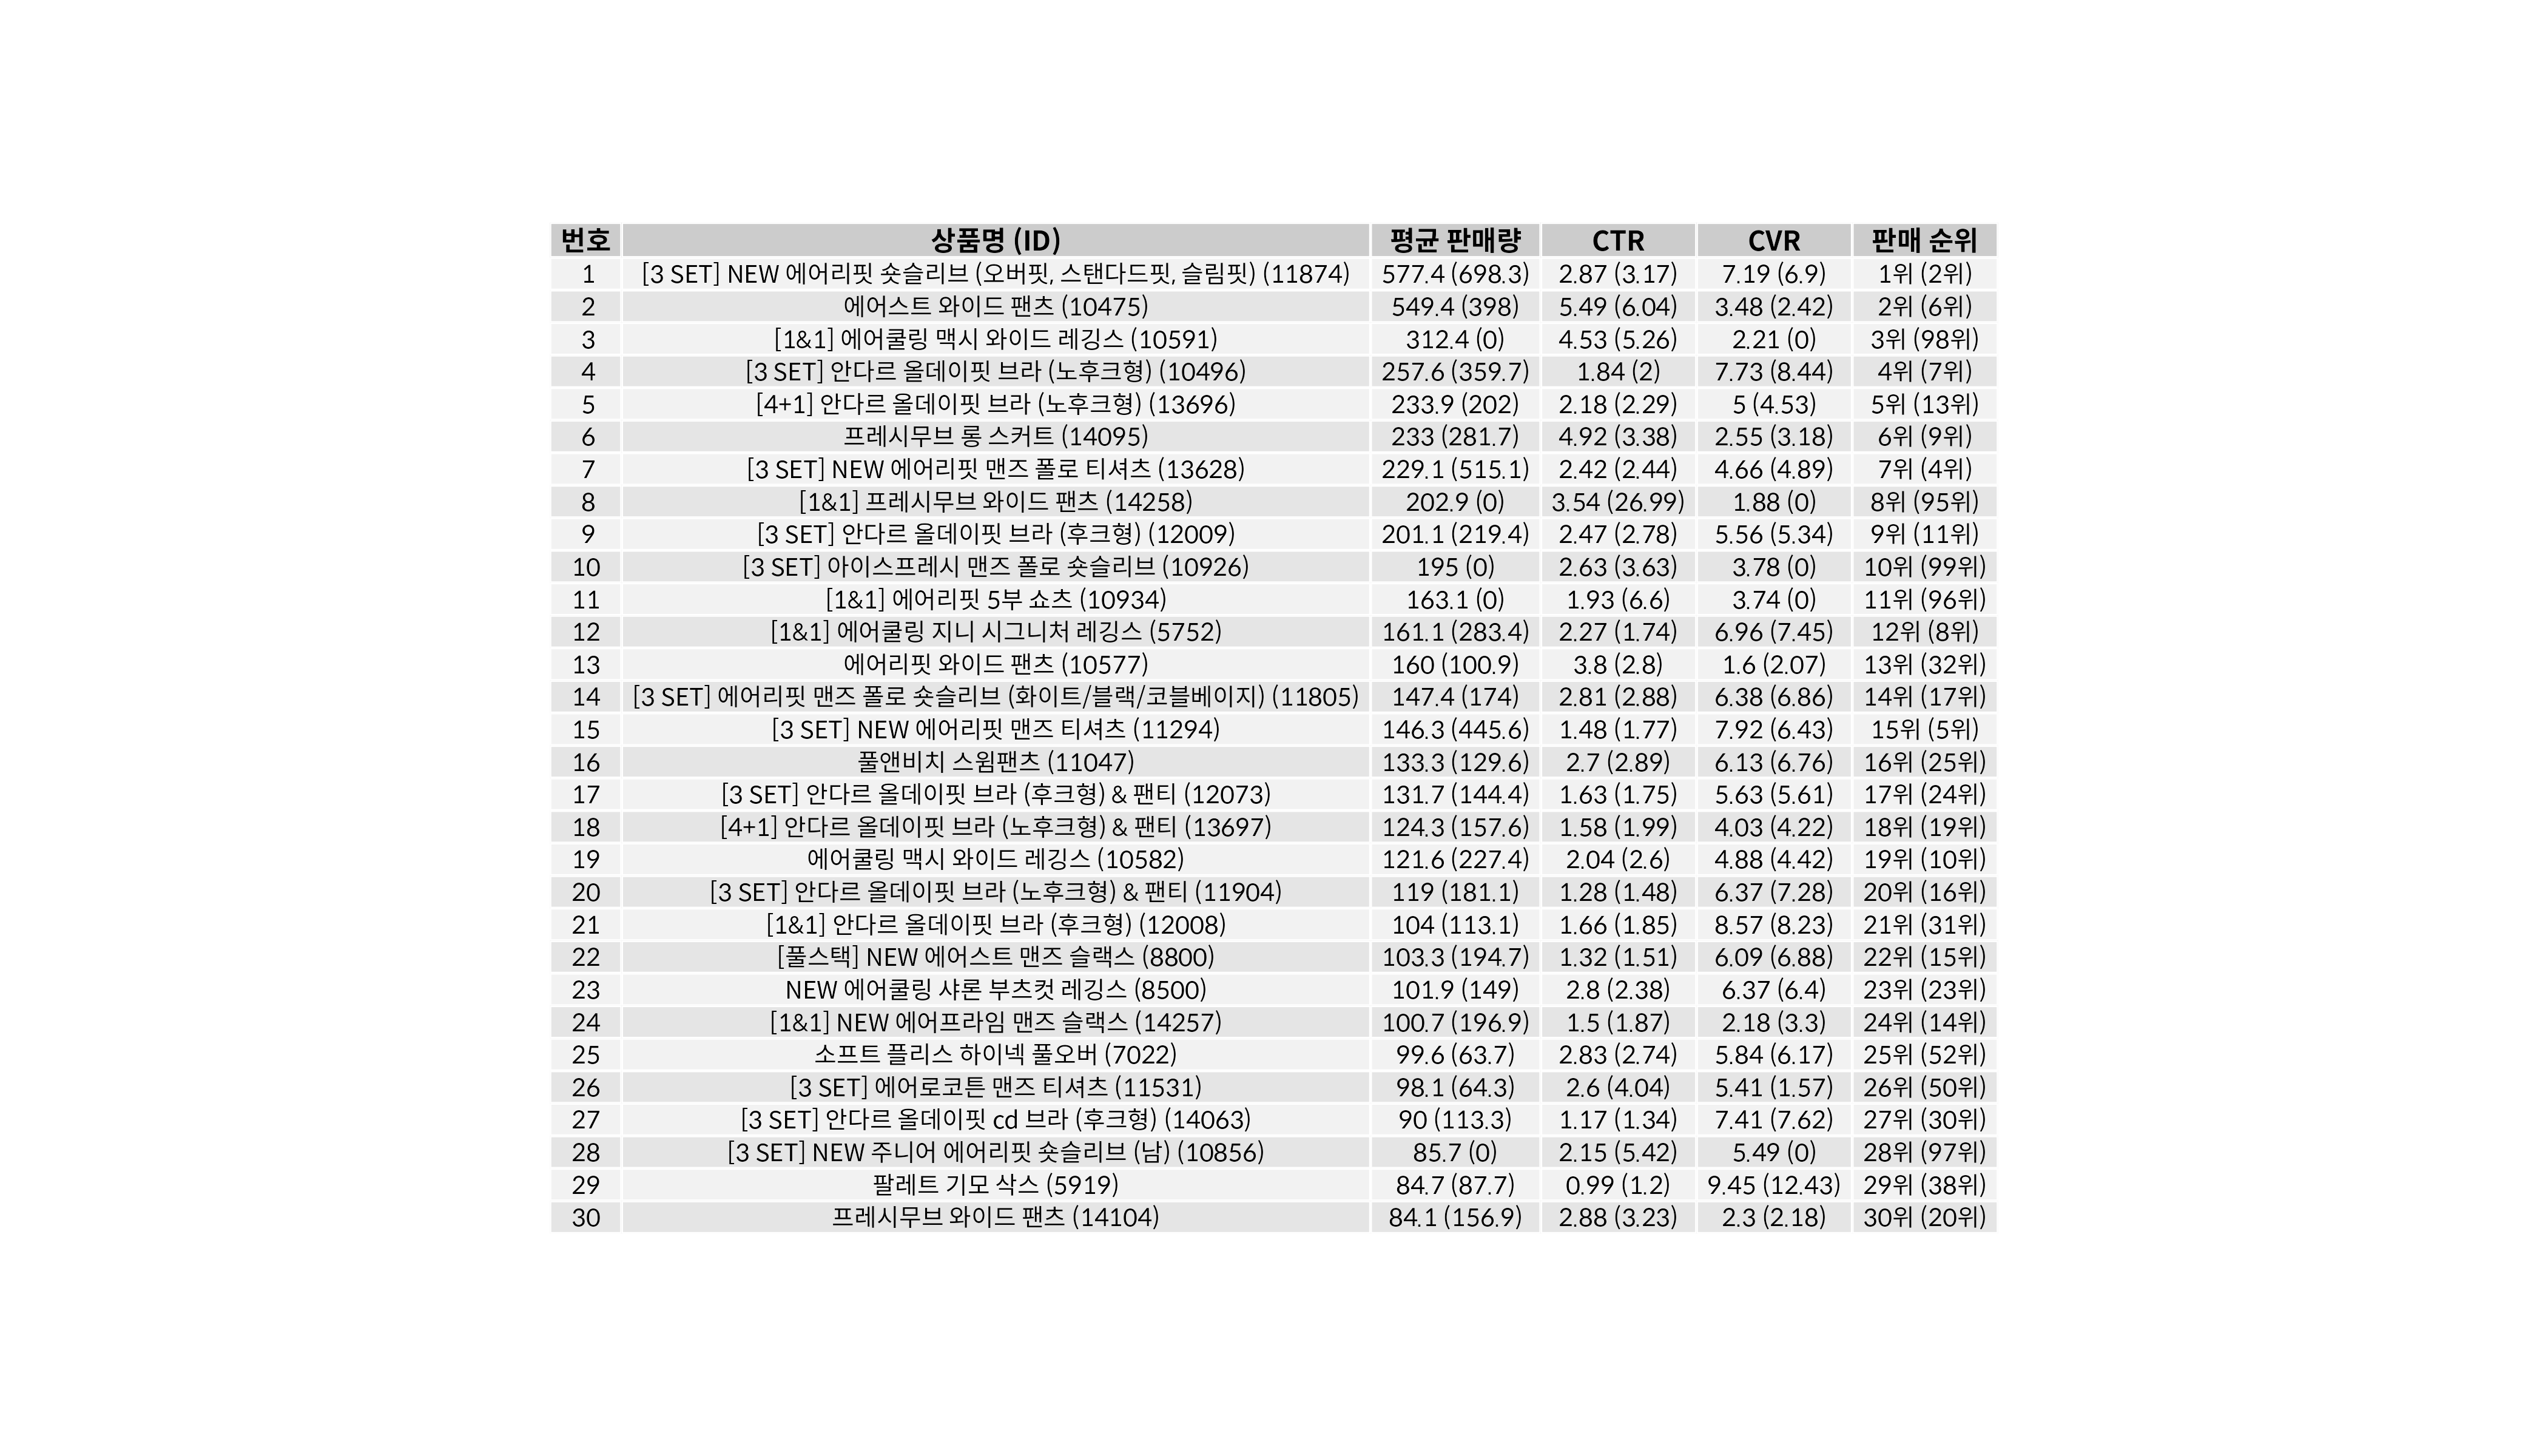 번호 상품명 (ID) 평균 판매량 CTR CVR 판매 순위
1 [3 SET] NEW 에어리핏 숏슬리브 (오버핏, 스탠다드핏, 슬림핏) (11874) 577.4 (698.3) 2.87 (3.17) 7.19 (6.9) 1위 (2위)
2 에어스트 와이드 팬츠 (10475) 549.4 (398) 5.49 (6.04) 3.48 (2.42) 2위 (6위)
3 [1&1] 에어쿨링 맥시 와이드 레깅스 (10591) 312.4 (0) 4.53 (5.26) 2.21 (0) 3위 (98위)
4 [3 SET] 안다르 올데이핏 브라 (노후크형) (10496) 257.6 (359.7) 1.84 (2) 7.73 (8.44) 4위 (7위)
5 [4+1] 안다르 올데이핏 브라 (노후크형) (13696) 233.9 (202) 2.18 (2.29) 5 (4.53) 5위 (13위)
6 프레시무브 롱 스커트 (14095) 233 (281.7) 4.92 (3.38) 2.55 (3.18) 6위 (9위)
7 [3 SET] NEW 에어리핏 맨즈 폴로 티셔츠 (13628) 229.1 (515.1) 2.42 (2.44) 4.66 (4.89) 7위 (4위)
8 [1&1] 프레시무브 와이드 팬츠 (14258) 202.9 (0) 3.54 (26.99) 1.88 (0) 8위 (95위)
9 [3 SET] 안다르 올데이핏 브라 (후크형) (12009) 201.1 (219.4) 2.47 (2.78) 5.56 (5.34) 9위 (11위)
10 [3 SET] 아이스프레시 맨즈 폴로 숏슬리브 (10926) 195 (0) 2.63 (3.63) 3.78 (0) 10위 (99위)
11 [1&1] 에어리핏 5부 쇼츠 (10934) 163.1 (0) 1.93 (6.6) 3.74 (0) 11위 (96위)
12 [1&1] 에어쿨링 지니 시그니처 레깅스 (5752) 161.1 (283.4) 2.27 (1.74) 6.96 (7.45) 12위 (8위)
13 에어리핏 와이드 팬츠 (10577) 160 (100.9) 3.8 (2.8) 1.6 (2.07) 13위 (32위)
14 [3 SET] 에어리핏 맨즈 폴로 숏슬리브 (화이트/블랙/코블베이지) (11805) 147.4 (174) 2.81 (2.88) 6.38 (6.86) 14위 (17위)
15 [3 SET] NEW 에어리핏 맨즈 티셔츠 (11294) 146.3 (445.6) 1.48 (1.77) 7.92 (6.43) 15위 (5위)
16 풀앤비치 스윔팬츠 (11047) 133.3 (129.6) 2.7 (2.89) 6.13 (6.76) 16위 (25위)
17 [3 SET] 안다르 올데이핏 브라 (후크형) & 팬티 (12073) 131.7 (144.4) 1.63 (1.75) 5.63 (5.61) 17위 (24위)
18 [4+1] 안다르 올데이핏 브라 (노후크형) & 팬티 (13697) 124.3 (157.6) 1.58 (1.99) 4.03 (4.22) 18위 (19위)
19 에어쿨링 맥시 와이드 레깅스 (10582) 121.6 (227.4) 2.04 (2.6) 4.88 (4.42) 19위 (10위)
20 [3 SET] 안다르 올데이핏 브라 (노후크형) & 팬티 (11904) 119 (181.1) 1.28 (1.48) 6.37 (7.28) 20위 (16위)
21 [1&1] 안다르 올데이핏 브라 (후크형) (12008) 104 (113.1) 1.66 (1.85) 8.57 (8.23) 21위 (31위)
22 [풀스택] NEW 에어스트 맨즈 슬랙스 (8800) 103.3 (194.7) 1.32 (1.51) 6.09 (6.88) 22위 (15위)
23 NEW 에어쿨링 샤론 부츠컷 레깅스 (8500) 101.9 (149) 2.8 (2.38) 6.37 (6.4) 23위 (23위)
24 [1&1] NEW 에어프라임 맨즈 슬랙스 (14257) 100.7 (196.9) 1.5 (1.87) 2.18 (3.3) 24위 (14위)
25 소프트 플리스 하이넥 풀오버 (7022) 99.6 (63.7) 2.83 (2.74) 5.84 (6.17) 25위 (52위)
26 [3 SET] 에어로코튼 맨즈 티셔츠 (11531) 98.1 (64.3) 2.6 (4.04) 5.41 (1.57) 26위 (50위)
27 [3 SET] 안다르 올데이핏 cd 브라 (후크형) (14063) 90 (113.3) 1.17 (1.34) 7.41 (7.62) 27위 (30위)
28 [3 SET] NEW 주니어 에어리핏 숏슬리브 (남) (10856) 85.7 (0) 2.15 (5.42) 5.49 (0) 28위 (97위)
29 팔레트 기모 삭스 (5919) 84.7 (87.7) 0.99 (1.2) 9.45 (12.43) 29위 (38위)
30 프레시무브 와이드 팬츠 (14104) 84.1 (156.9) 2.88 (3.23) 2.3 (2.18) 30위 (20위)